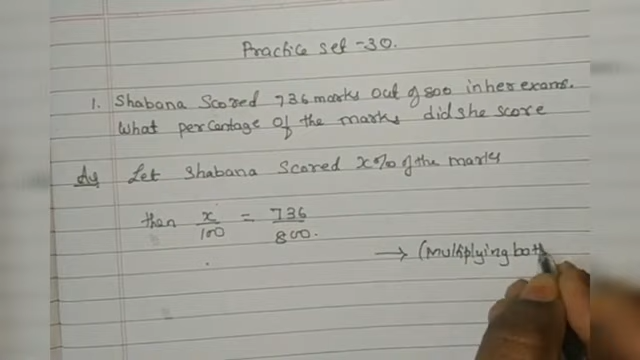 Practice set -30.
1. Shabana Scored 736 marks out of 800 in her exams.
What percentage of the marks did she score
Let Shabana Scored x% of the marks
then x/100 = 736/800.
→ (Multiplying both